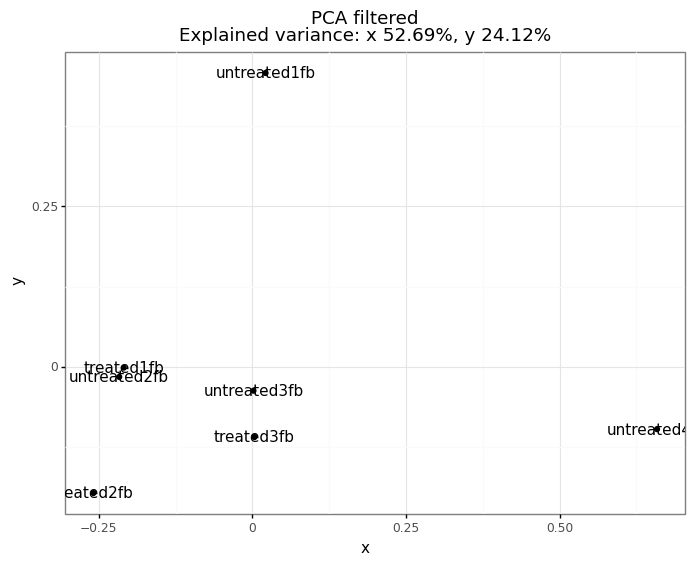 PCA filtered
Explained variance: x 52.69%, y 24.12%
untreated1fb
0.25
y
treated1fb
0
untreated2fb
untreated3fb
untreated4
treated3fb
eated2fb
−0.25
0
0.25
0.50
x